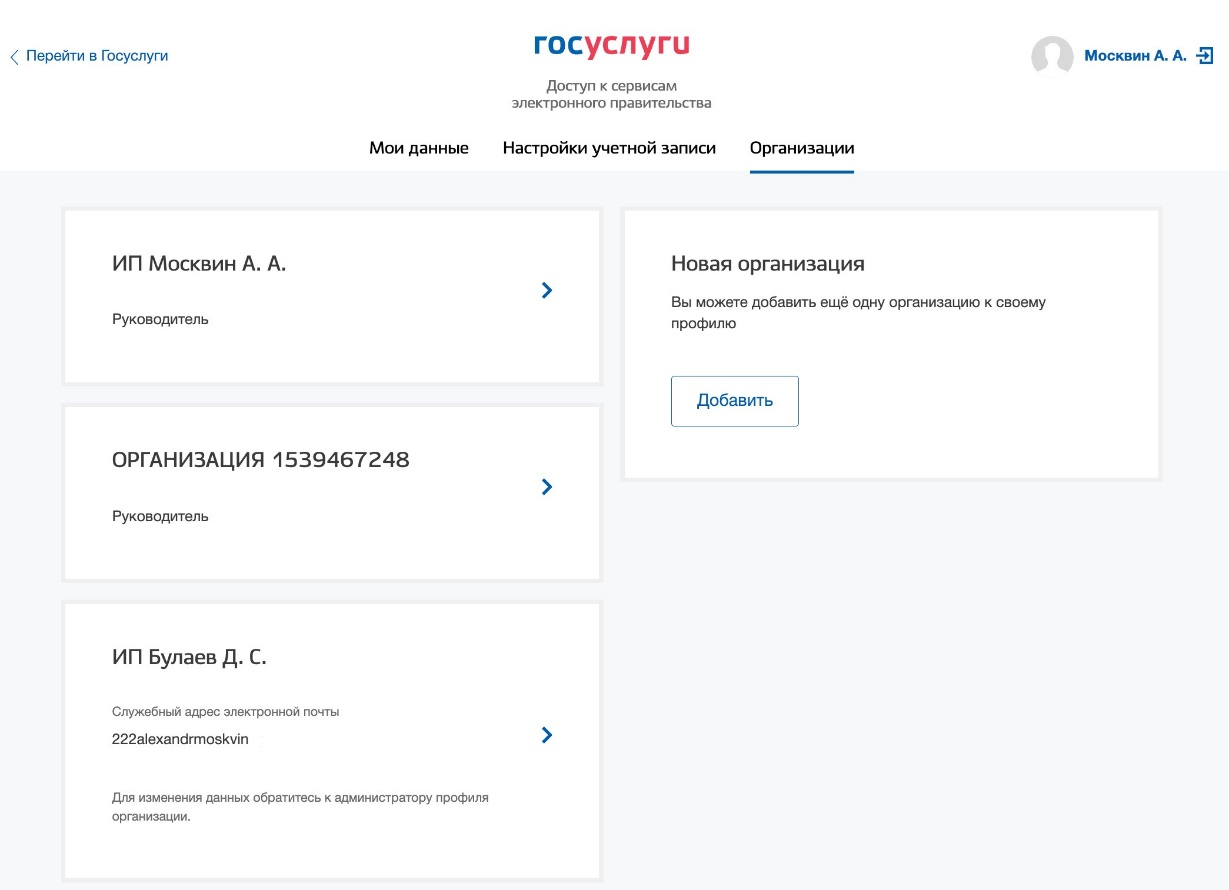 Перейти в Госуслуги
госуслуги
Москвин А. А.
Доступ к сервисам
электронного правительства
Мои данные
Настройки учетной записи
Организации
ИП Москвин А. А.
Руководитель
Новая организация
Вы можете добавить ещё одну организацию к своему
профилю
Добавить
ОРГАНИЗАЦИЯ 1539467248
Руководитель
ИП Булаев Д. С.
Служебный адрес электронной почты
222alexandrmoskvin
Для изменения данных обратитесь к администратору профиля
организации.